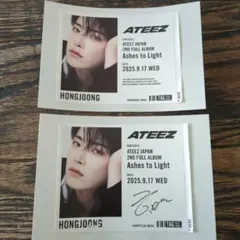 ATEEZ
ATEEZ JAPAN
2ND FULL ALBUM
Ashes to Light
2025.9.17 WED
HONGJOONG
ATEEZ
ATEEZ JAPAN
2ND FULL ALBUM
Ashes to Light
2025.9.17 WED
HONGJOONG